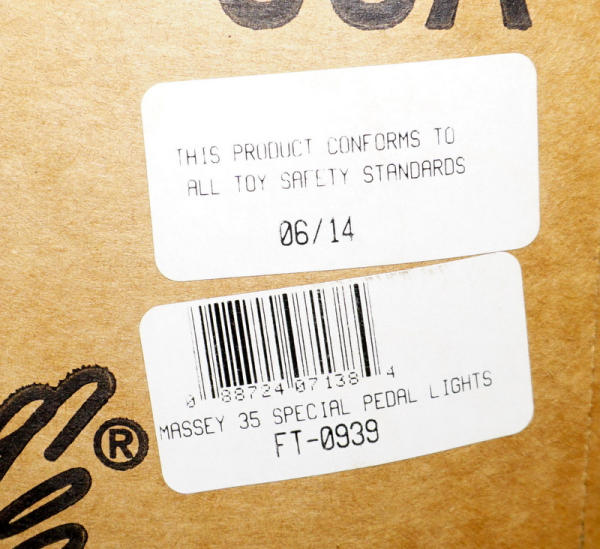 THIS PRODUCT CONFORMS TO
ALL TOY SAFETY STANDARDS
06/14
0 88724 07138 4
MASSEY 35 SPECIAL PEDAL LIGHTS
FT-0939
®